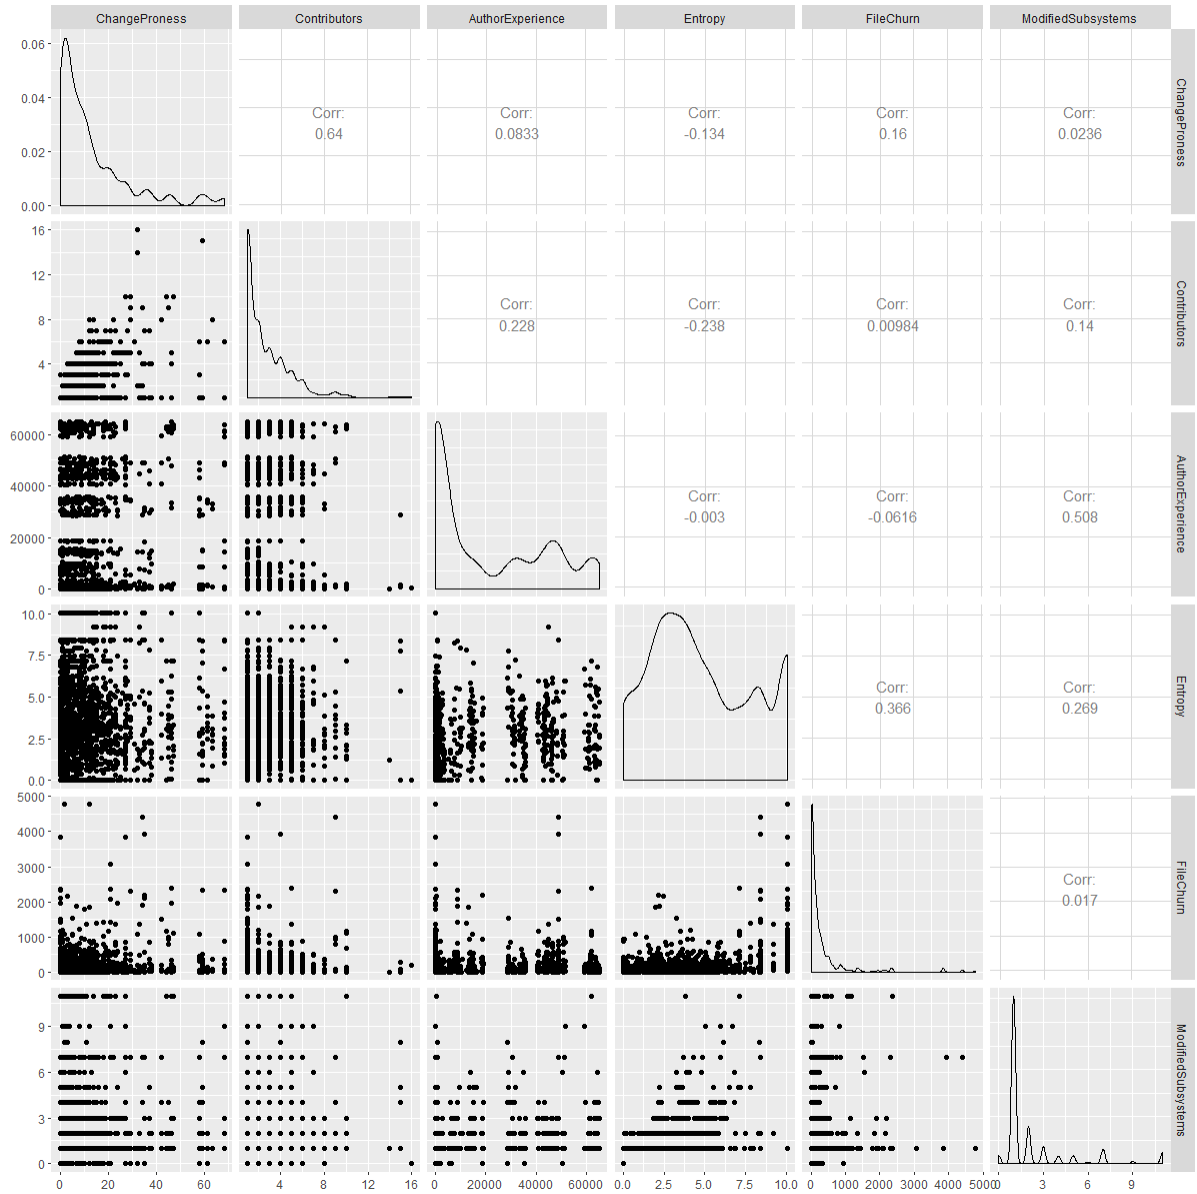 ChangeProness Contributors AuthorExperience Entropy FileChurn ModifiedSubsystems
0.06
0.04
0.02
0.00
Corr:
0.64
Corr:
0.0833
Corr:
-0.134
Corr:
0.16
Corr:
0.0236
ChangeProness
16
12
8
4
Corr:
0.228
Corr:
-0.238
Corr:
0.00984
Corr:
0.14
Contributors
60000
40000
20000
0
Corr:
-0.003
Corr:
-0.0616
Corr:
0.508
AuthorExperience
10.0
7.5
5.0
2.5
0.0
Corr:
0.366
Corr:
0.269
Entropy
5000
4000
3000
2000
1000
0
Corr:
0.017
FileChurn
9
6
3
0
ModifiedSubsystems
0 20 40 60 4 8 12 16 0 20000 40000 60000 0.0 2.5 5.0 7.5 10.0 0 1000 2000 3000 4000 5000 0 3 6 9